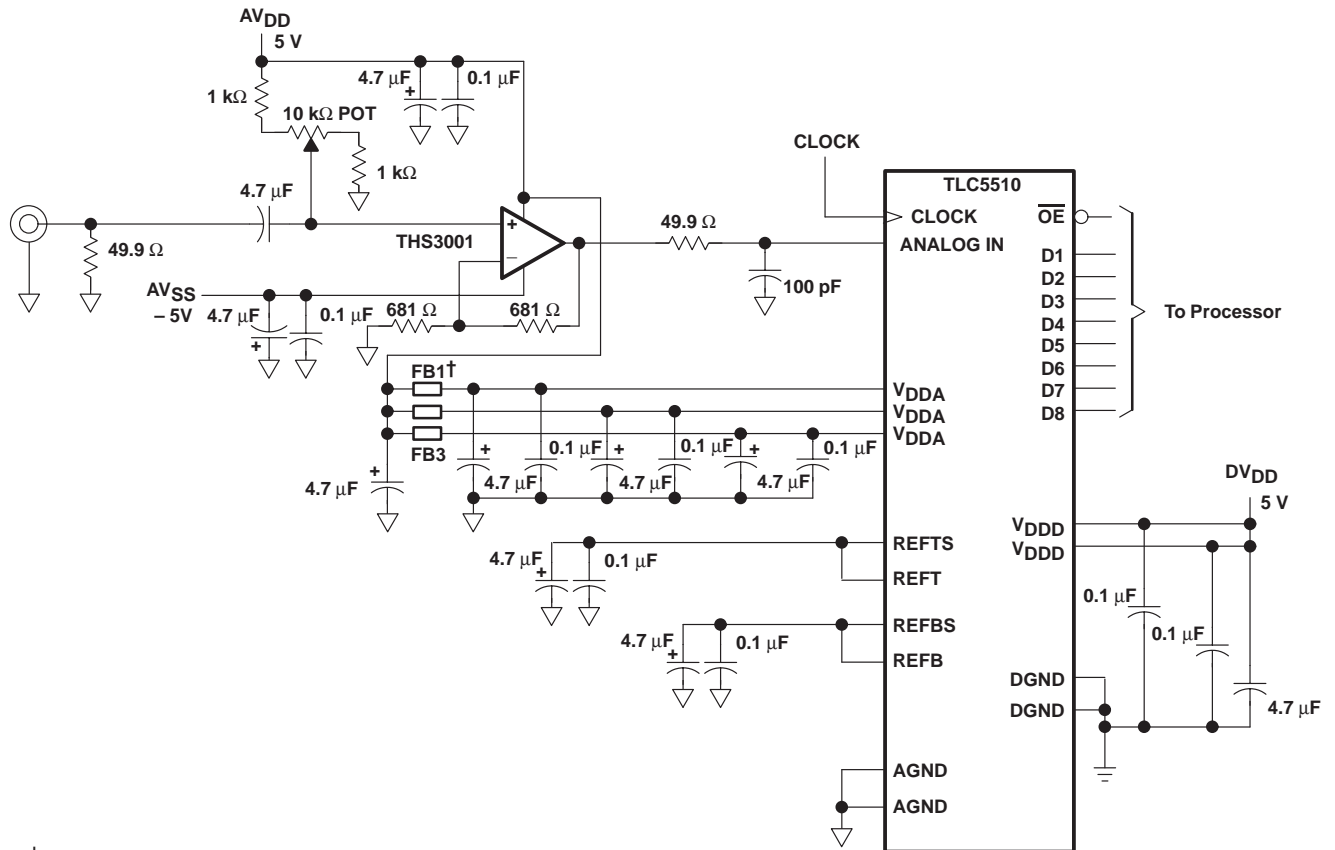 AVDD
5 V
1 kΩ
10 kΩ POT
1 kΩ
4.7 µF
+
0.1 µF
4.7 µF
49.9 Ω
THS3001
+
–
49.9 Ω
100 pF
AVSS
– 5V
4.7 µF
+
0.1 µF
681 Ω
681 Ω
CLOCK
TLC5510
CLOCK
ANALOG IN
OE
D1
D2
D3
D4
D5
D6
D7
D8
To Processor
FB1†
FB3
VDDA
VDDA
VDDA
+
4.7 µF
+
4.7 µF
0.1 µF
+
4.7 µF
0.1 µF
+
4.7 µF
0.1 µF
REFTS
REFT
4.7 µF
+
0.1 µF
REFBS
REFB
4.7 µF
+
0.1 µF
AGND
AGND
DVDD
5 V
VDDD
VDDD
0.1 µF
0.1 µF
4.7 µF
DGND
DGND